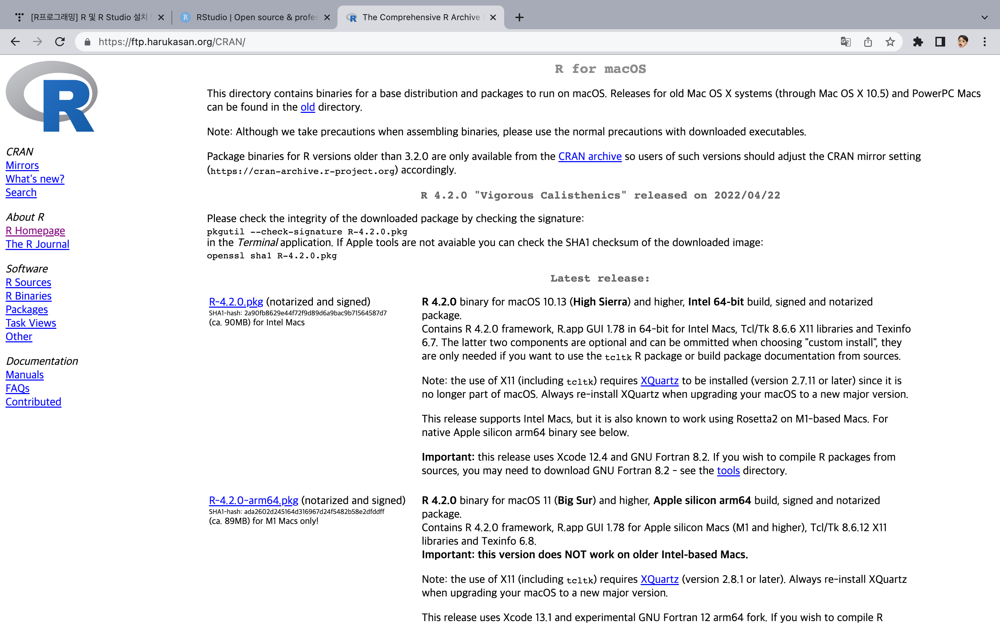 [R프로그래밍] R 및 R Studio 설치
RStudio | Open source & profes
The Comprehensive R Archive
https://ftp.harukasan.org/CRAN/
R
CRAN
Mirrors
What's new?
Search
About R
R Homepage
The R Journal
Software
R Sources
R Binaries
Packages
Task Views
Other
Documentation
Manuals
FAQs
Contributed
R for macOS
This directory contains binaries for a base distribution and packages to run on macOS. Releases for old Mac OS X systems (through Mac OS X 10.5) and PowerPC Macs
can be found in the old directory.
Note: Although we take precautions when assembling binaries, please use the normal precautions with downloaded executables.
Package binaries for R versions older than 3.2.0 are only available from the CRAN archive so users of such versions should adjust the CRAN mirror setting
(https://cran-archive.r-project.org) accordingly.
R 4.2.0 "Vigorous Calisthenics" released on 2022/04/22
Please check the integrity of the downloaded package by checking the signature:
pkgutil --check-signature R-4.2.0.pkg
in the Terminal application. If Apple tools are not avaiable you can check the SHA1 checksum of the downloaded image:
openssl sha1 R-4.2.0.pkg
Latest release:
R-4.2.0.pkg (notarized and signed)
SHA1-hash: 2a90fb8629e44f72f9d89d6a9bac9b71564587d7
(ca. 90MB) for Intel Macs
R 4.2.0 binary for macOS 10.13 (High Sierra) and higher, Intel 64-bit build, signed and notarized
package.
Contains R 4.2.0 framework, R.app GUI 1.78 in 64-bit for Intel Macs, Tcl/Tk 8.6.6 X11 libraries and Texinfo
6.7. The latter two components are optional and can be ommitted when choosing "custom install", they
are only needed if you want to use the tcltk R package or build package documentation from sources.
Note: the use of X11 (including tcltk) requires XQuartz to be installed (version 2.7.11 or later) since it is
no longer part of macOS. Always re-install XQuartz when upgrading your macOS to a new major version.
This release supports Intel Macs, but it is also known to work using Rosetta2 on M1-based Macs. For
native Apple silicon arm64 binary see below.
Important: this release uses Xcode 12.4 and GNU Fortran 8.2. If you wish to compile R packages from
sources, you may need to download GNU Fortran 8.2 - see the tools directory.
R-4.2.0-arm64.pkg (notarized and signed)
SHA1-hash: ada2602d245164d316967d24f5482b58e2dfddff
(ca. 89MB) for M1 Macs only!
R 4.2.0 binary for macOS 11 (Big Sur) and higher, Apple silicon arm64 build, signed and notarized
package.
Contains R 4.2.0 framework, R.app GUI 1.78 for Apple silicon Macs (M1 and higher), Tcl/Tk 8.6.12 X11
libraries and Texinfo 6.8.
Important: this version does NOT work on older Intel-based Macs.
Note: the use of X11 (including tcltk) requires XQuartz (version 2.8.1 or later). Always re-install XQuartz
when upgrading your macOS to a new major version.
This release uses Xcode 13.1 and experimental GNU Fortran 12 arm64 fork. If you wish to compile R